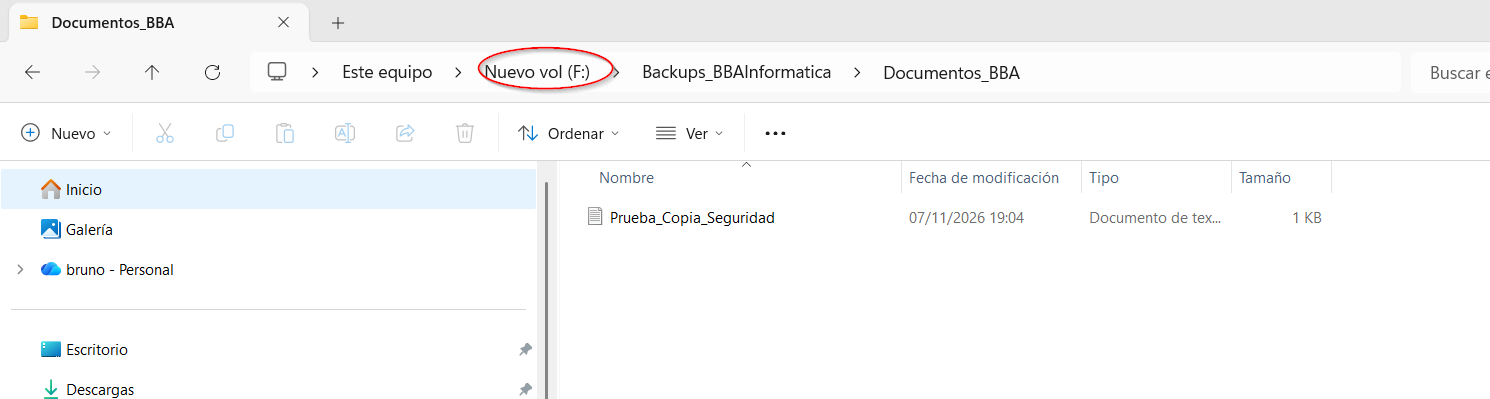 Documentos_BBA
Este equipo > Nuevo vol (F:) > Backups_BBAInformatica > Documentos_BBA
Buscar e
Nuevo
Ordenar
Ver
Inicio
Galería
bruno - Personal
Escritorio
Descargas
Nombre Fecha de modificación Tipo Tamaño
Prueba_Copia_Seguridad 07/11/2026 19:04 Documento de tex... 1 KB